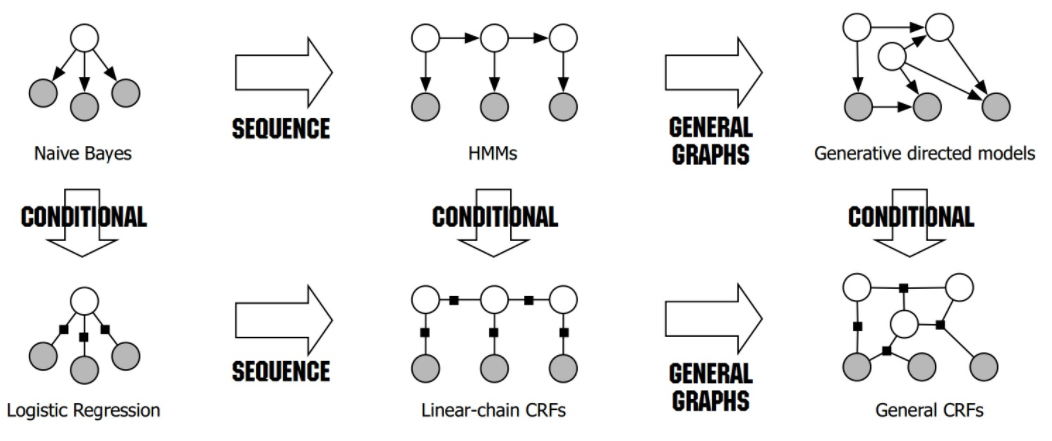 SEQUENCE
GENERAL
GRAPHS
Naive Bayes
HMMs
Generative directed models
CONDITIONAL
CONDITIONAL
CONDITIONAL
SEQUENCE
GENERAL
GRAPHS
Logistic Regression
Linear-chain CRFs
General CRFs